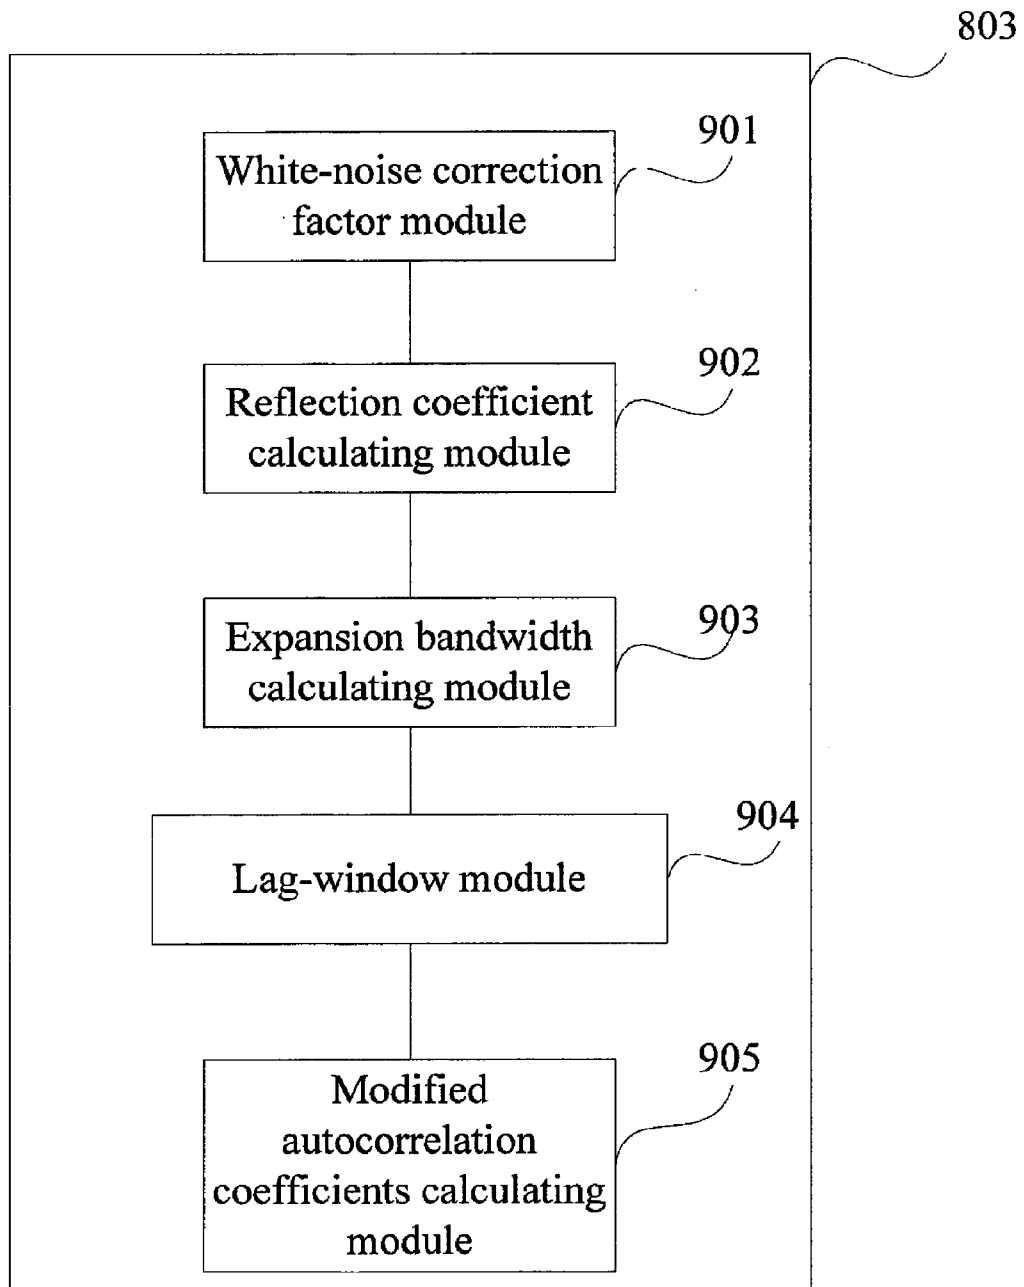 803
901
White-noise correction
factor module
902
Reflection coefficient
calculating module
903
Expansion bandwidth
calculating module
904
Lag-window module
905
Modified
autocorrelation
coefficients calculating
module